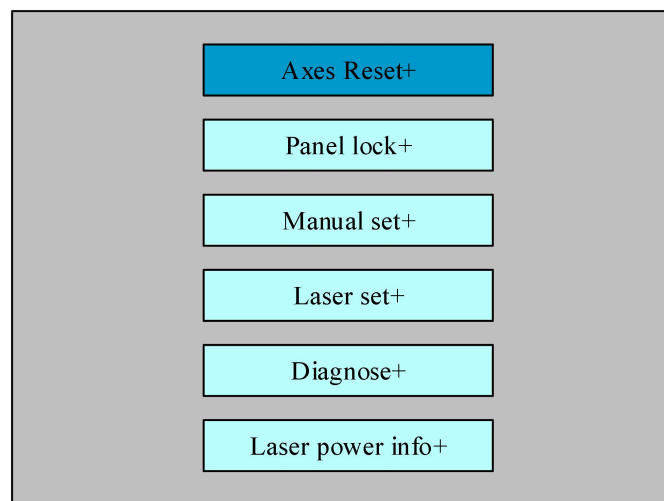 Axes Reset+
Panel lock+
Manual set+
Laser set+
Diagnose+
Laser power info+